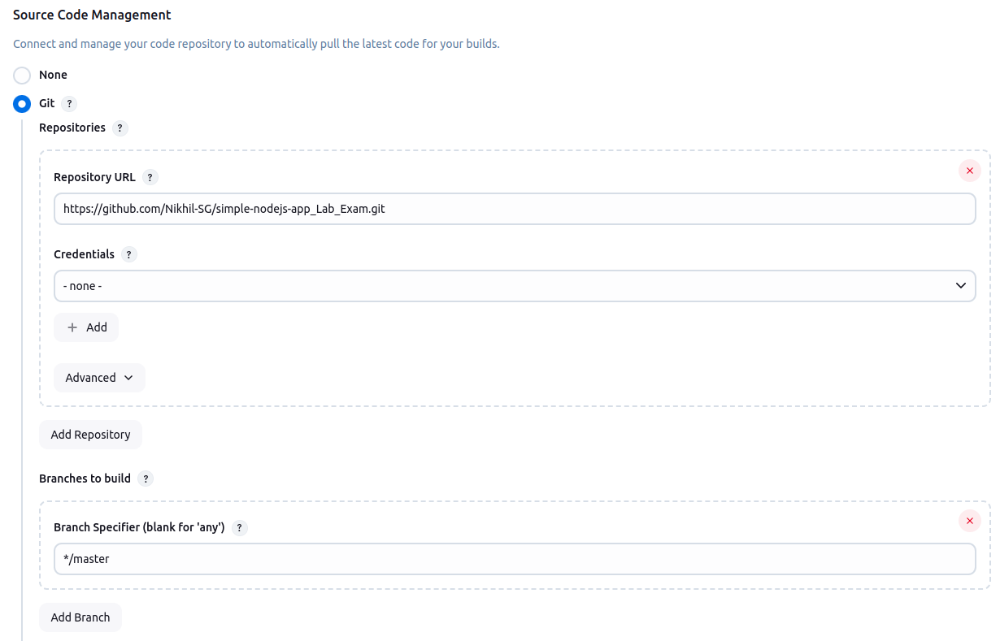 Source Code Management
Connect and manage your code repository to automatically pull the latest code for your builds.
None
Git ?
Repositories ?
Repository URL ?
https://github.com/Nikhil-SG/simple-nodejs-app_Lab_Exam.git
Credentials ?
- none -
+ Add
Advanced
Add Repository
Branches to build ?
Branch Specifier (blank for 'any') ?
*/master
Add Branch